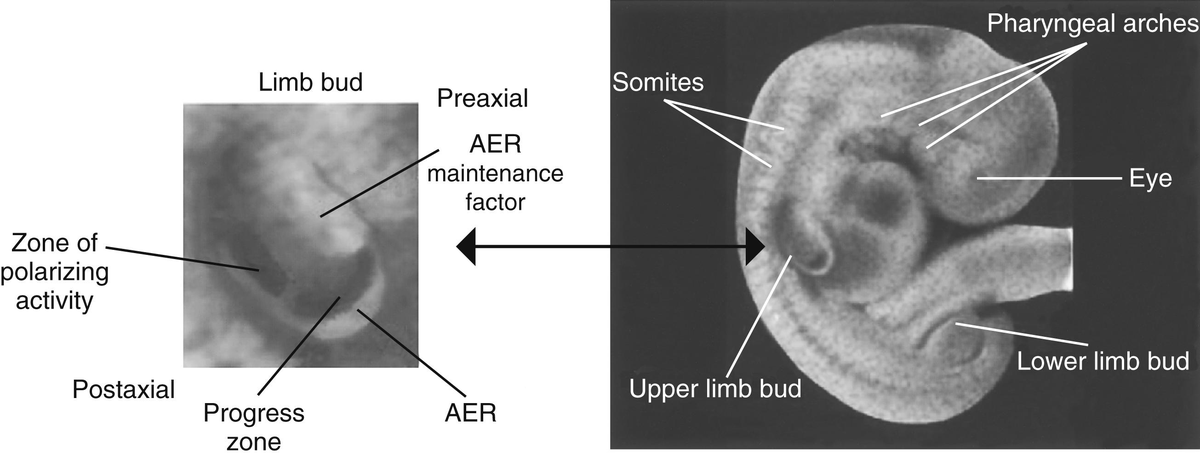 Limb bud
Preaxial
AER
maintenance
factor
Zone of
polarizing
activity
Postaxial
Progress
zone
AER
Pharyngeal arches
Somites
Eye
Lower limb bud
Upper limb bud